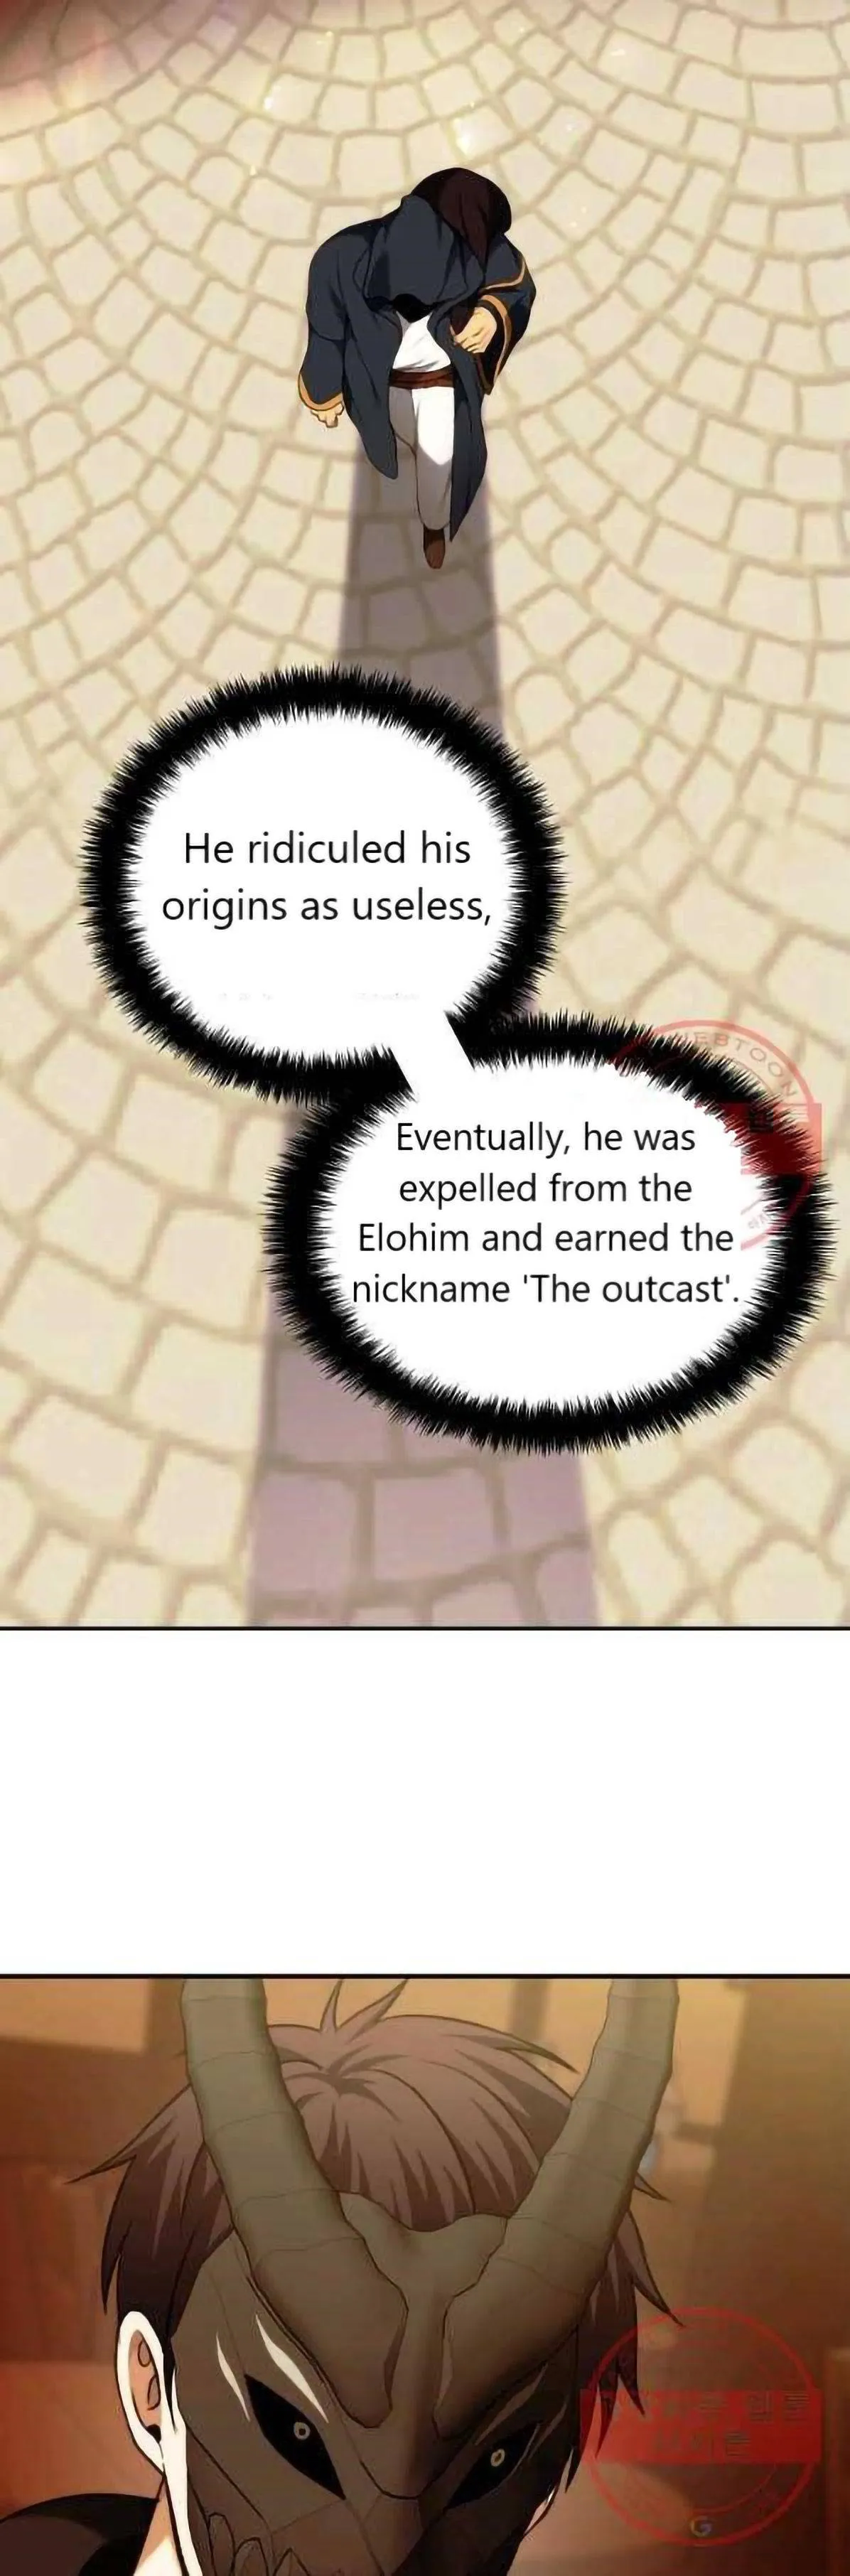 He ridiculed his
origins as useless,
WEBTOON
Eventually, he was
expelled from the
Elohim and earned the
nickname 'The outcast'.
G